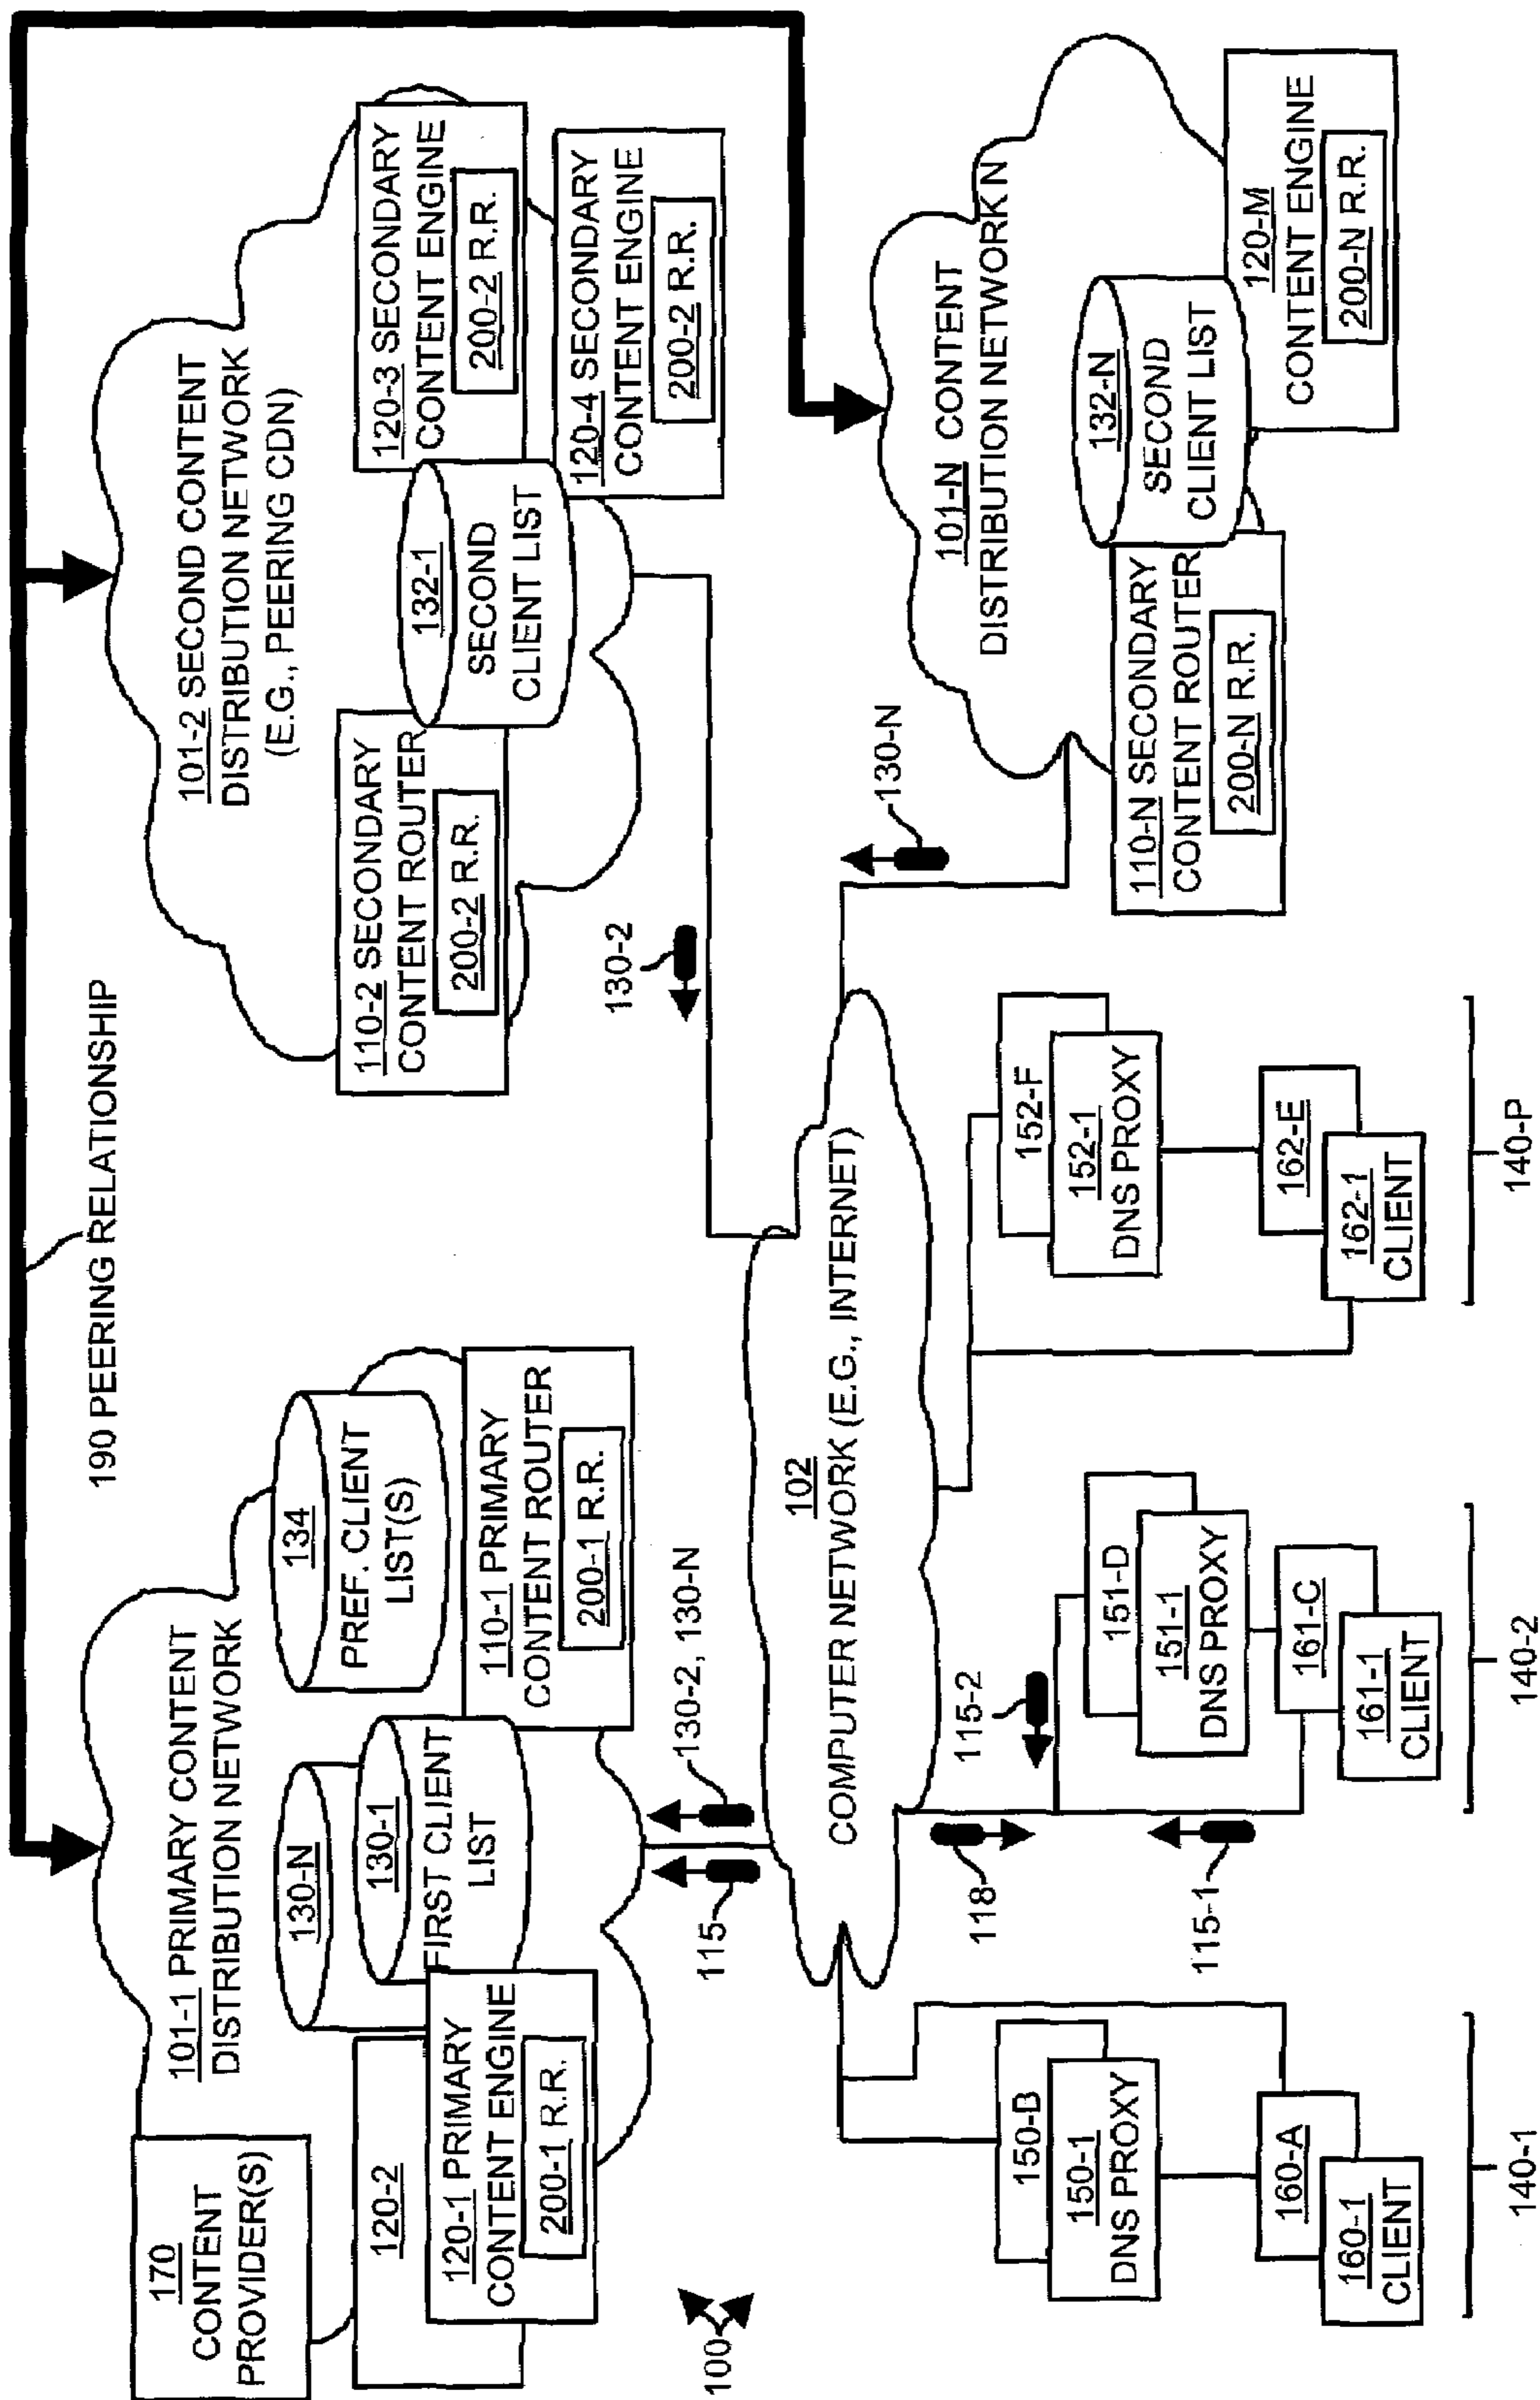 190 PEERING RELATIONSHIP
170
CONTENT
PROVIDER(S)
101-1 PRIMARY CONTENT
DISTRIBUTION NETWORK
130-N
130-1
FIRST CLIENT
LIST
134
PREF. CLIENT
LIST(S)
120-2
120-1 PRIMARY
CONTENT ENGINE
200-1 R.R.
110-1 PRIMARY
CONTENT ROUTER
200-1 R.R.
101-2 SECOND CONTENT
DISTRIBUTION NETWORK
(E.G., PEERING CDN)
110-2 SECONDARY
CONTENT ROUTER
200-2 R.R.
132-1
SECOND
CLIENT LIST
120-3 SECONDARY
CONTENT ENGINE
200-2 R.R.
120-4 SECONDARY
CONTENT ENGINE
200-2 R.R.
100
115
130-2, 130-N
130-2
102
COMPUTER NETWORK (E.G., INTERNET)
130-N
101-N CONTENT
DISTRIBUTION NETWORK N
110-N SECONDARY
CONTENT ROUTER
200-N R.R.
132-N
SECOND
CLIENT LIST
120-M
CONTENT ENGINE
200-N R.R.
118
115-2
115-1
150-B
150-1
DNS PROXY
160-A
160-1
CLIENT
140-1
151-D
151-1
DNS PROXY
161-C
161-1
CLIENT
140-2
152-F
152-1
DNS PROXY
162-E
162-1
CLIENT
140-P